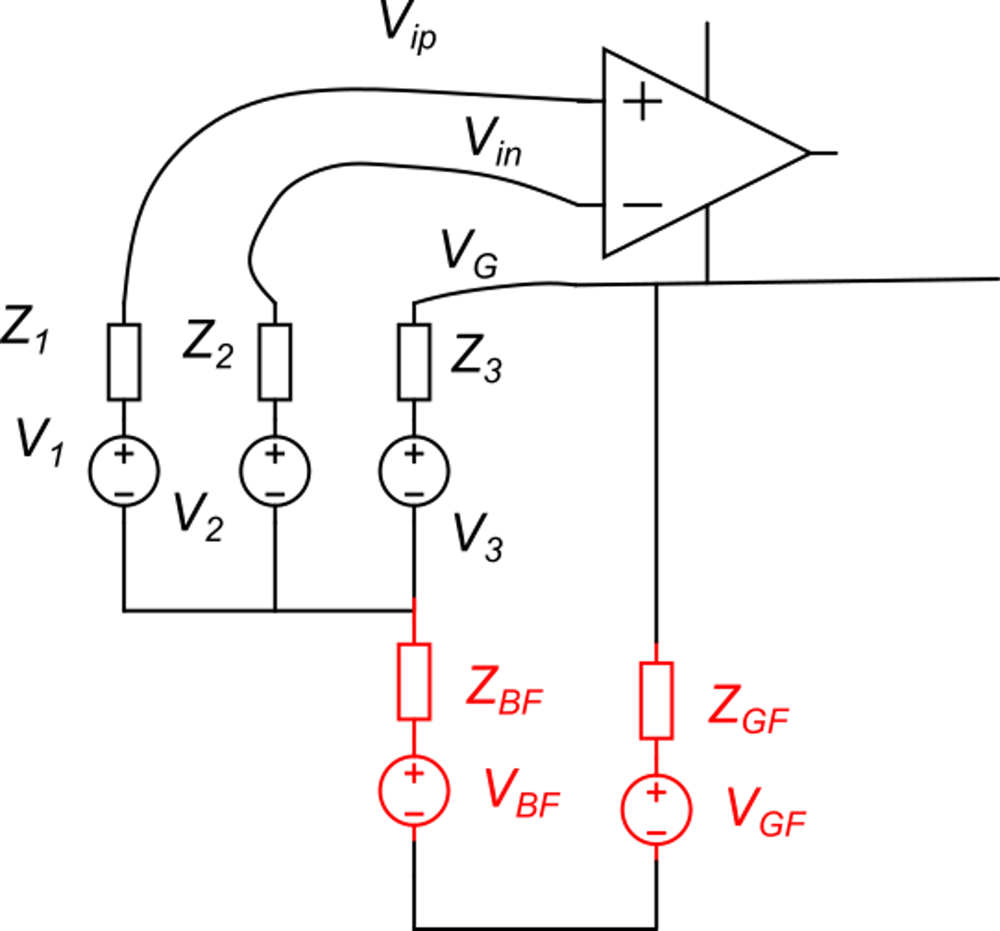 V_ip
V_in
V_G
Z_1
Z_2
Z_3
V_1
V_2
V_3
Z_BF
Z_GF
V_BF
V_GF